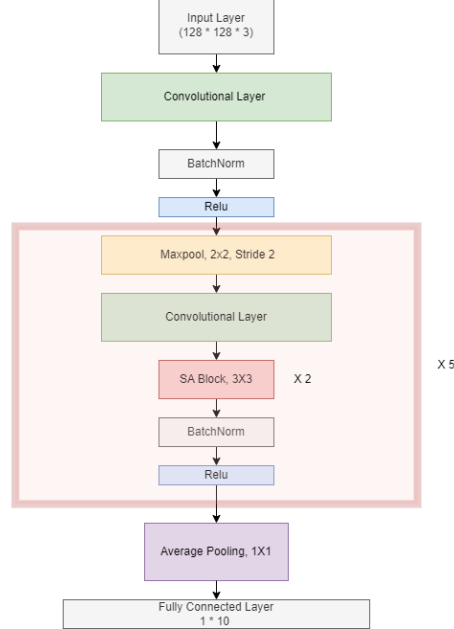 Input Layer
(128 * 128 * 3)
Convolutional Layer
BatchNorm
Relu
Maxpool, 2x2, Stride 2
Convolutional Layer
SA Block, 3X3
X 2
X 5
BatchNorm
Relu
Average Pooling, 1X1
Fully Connected Layer
1 * 10